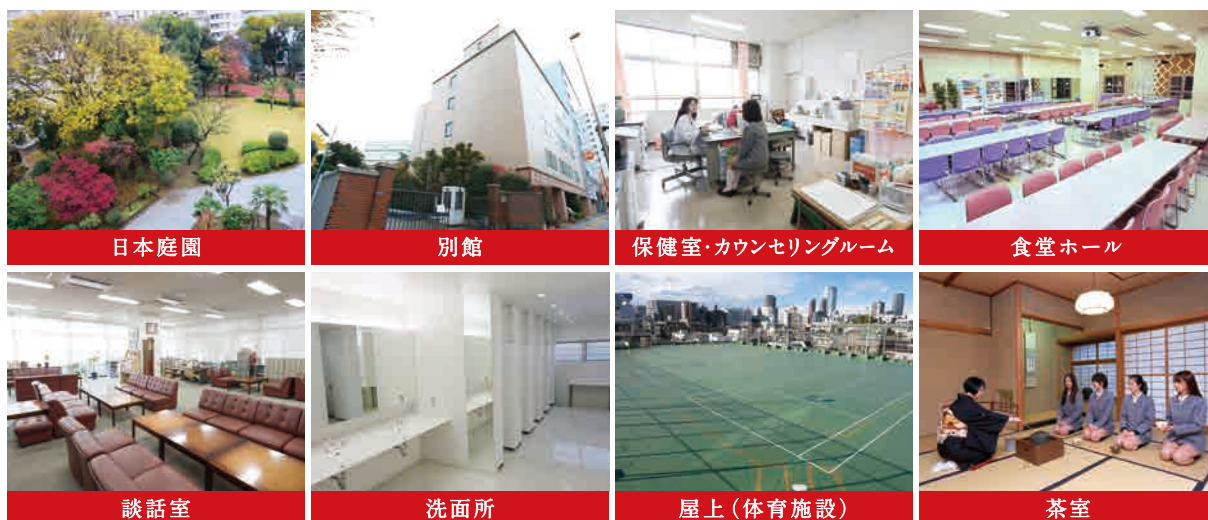 日本庭園
別館
保健室・カウンセリングルーム
食堂ホール
談話室
洗面所
屋上（体育施設）
茶室